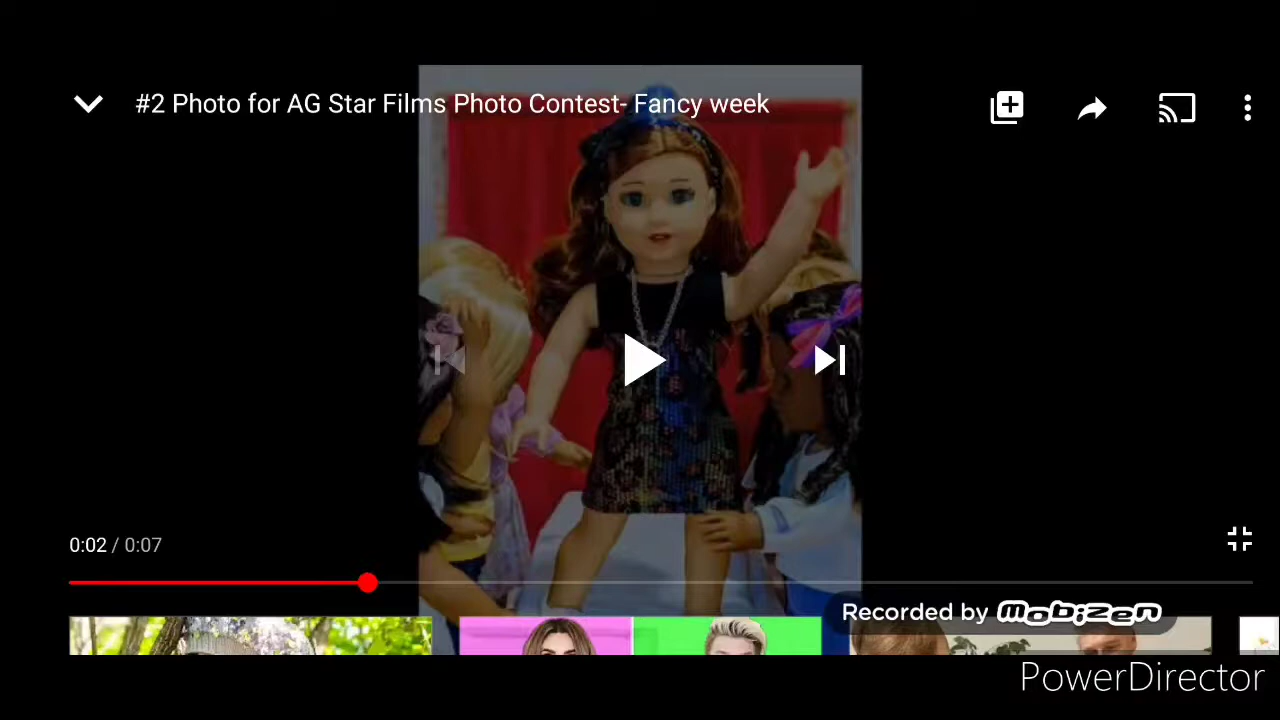 #2 Photo for AG Star Films Photo Contest- Fancy week
0:02 / 0:07
Recorded by mobizen
PowerDirector